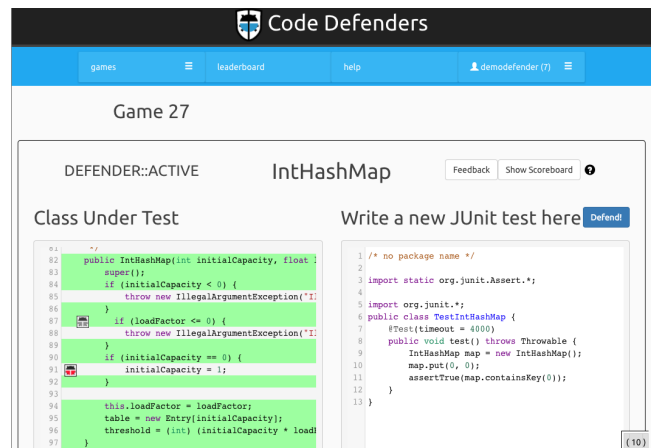 Code Defenders
games
leaderboard
help
demodefender (7)
Game 27
DEFENDER::ACTIVE
IntHashMap
Feedback
Show Scoreboard
Class Under Test
81 */
82 public IntHashMap(int initialCapacity, float
83 super();
84 if (initialCapacity < 0) {
85 throw new IllegalArgumentException("
86 }
87 if (loadFactor <= 0) {
88 throw new IllegalArgumentException("
89 }
90 if (initialCapacity == 0) {
91 initialCapacity = 1;
92 }
93
94 this.loadFactor = loadFactor;
95 table = new Entry[initialCapacity];
96 threshold = (int) (initialCapacity *
97 }
Write a new JUnit test here
Defend!
1 /* no package name */
2
3 import static org.junit.Assert.*;
4
5 import org.junit.*;
6 public class TestIntHashMap {
7 @Test(timeout = 4000)
8 public void test() throws Throwable {
9 IntHashMap map = new IntHashMap();
10 map.put(0, 0);
11 assertTrue(map.containsKey(0));
12 }
13 }
(10)